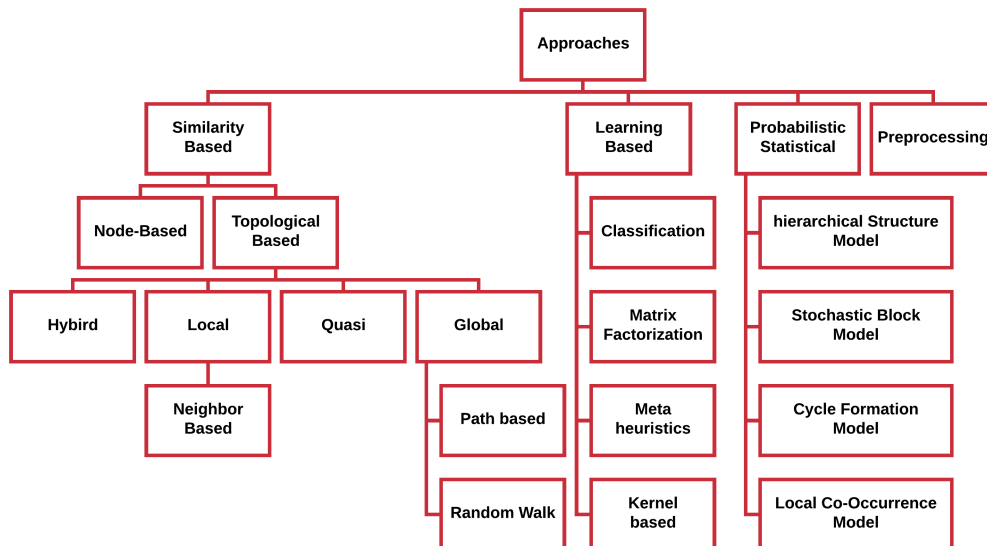 Approaches
Similarity
Based
Learning
Based
Probabilistic
Statistical
Preprocessing
Node-Based
Topological
Based
Classification
hierarchical Structure
Model
Hybird
Local
Quasi
Global
Matrix
Factorization
Stochastic Block
Model
Neighbor
Based
Path based
Meta
heuristics
Cycle Formation
Model
Random Walk
Kernel
based
Local Co-Occurrence
Model